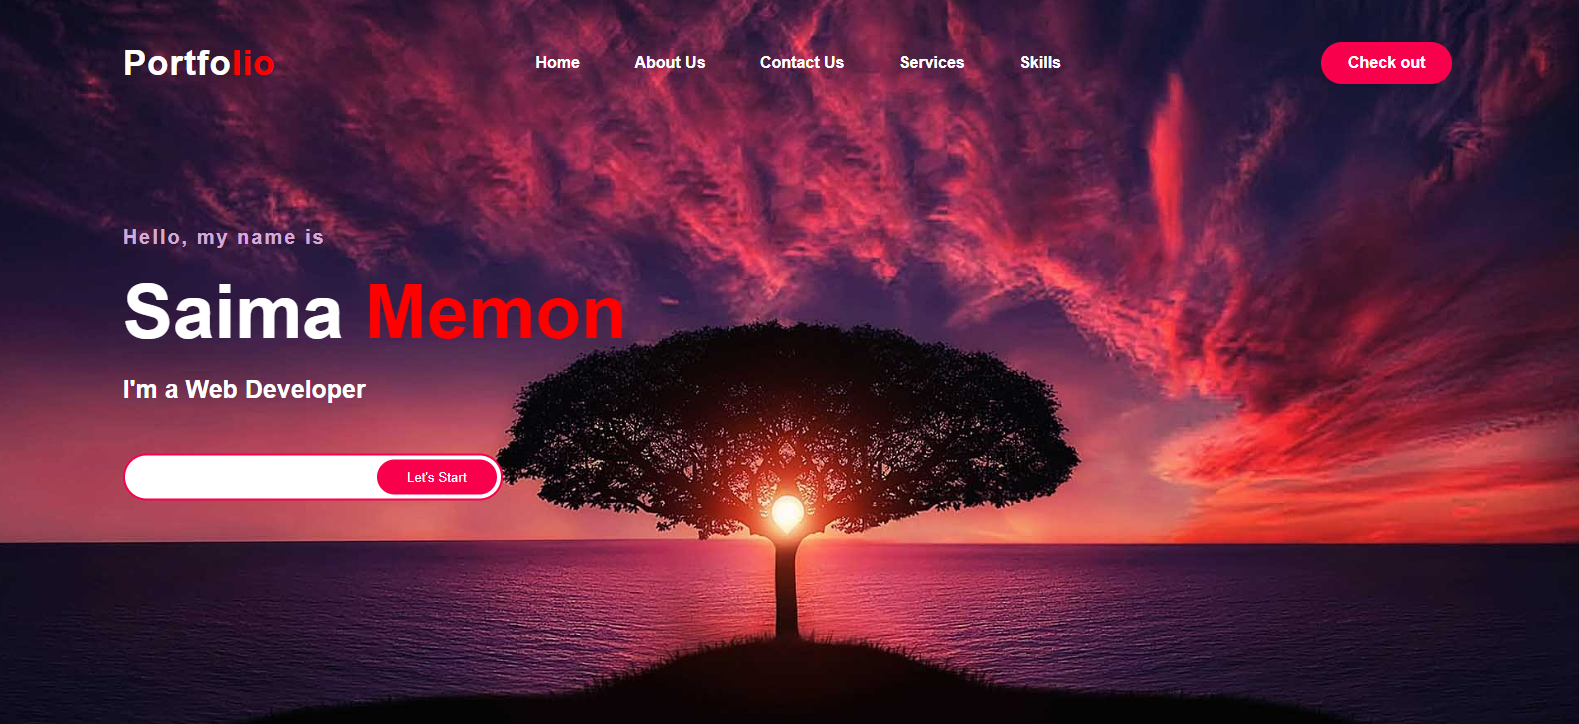 Portfolio
Home About Us Contact Us Services Skills
Check out
Hello, my name is
Saima Memon
I'm a Web Developer
Let's Start